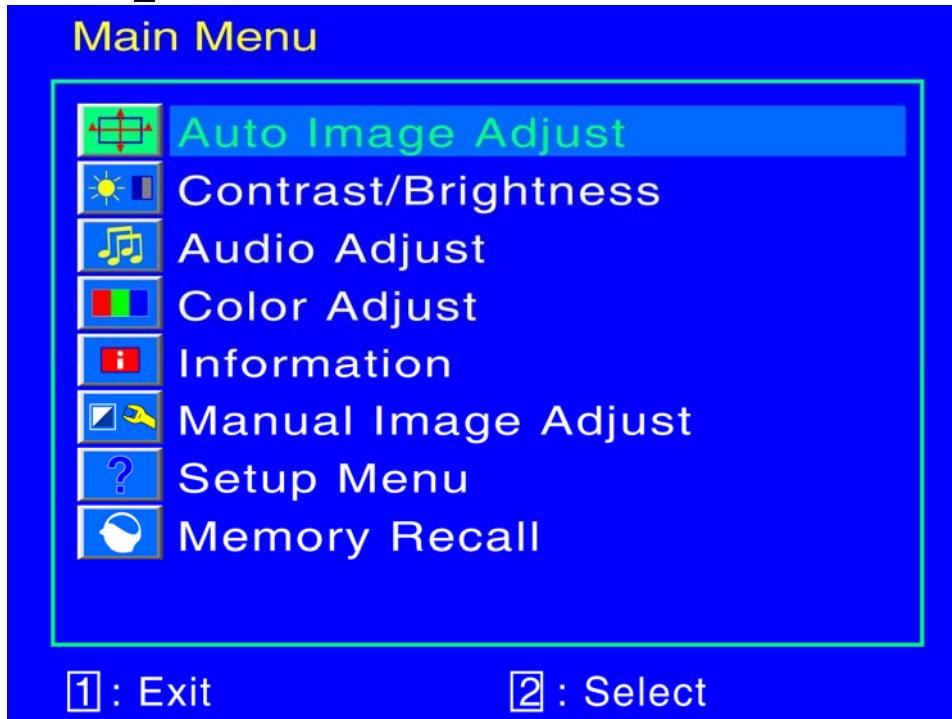 Main Menu
Auto Image Adjust
Contrast/Brightness
Audio Adjust
Color Adjust
i Information
Manual Image Adjust
? Setup Menu
Memory Recall
1 : Exit 2 : Select